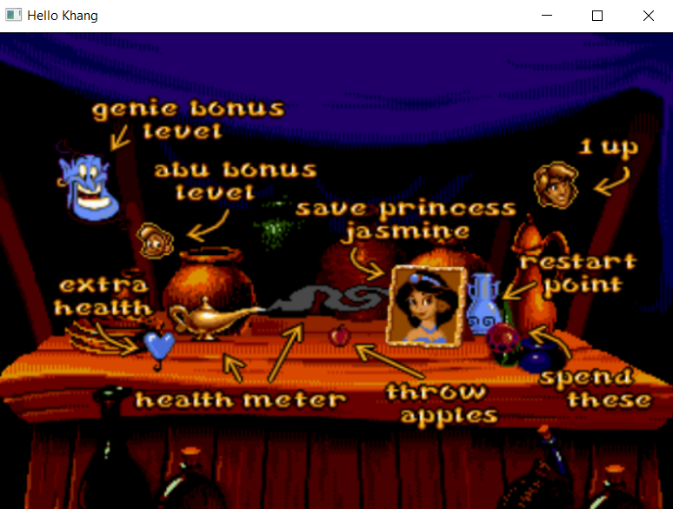 Hello Khang
genie bonus
level
abu bonus
level
1 up
save princess
jasmine
restart
point
extra
health
health meter
throw
apples
spend
these